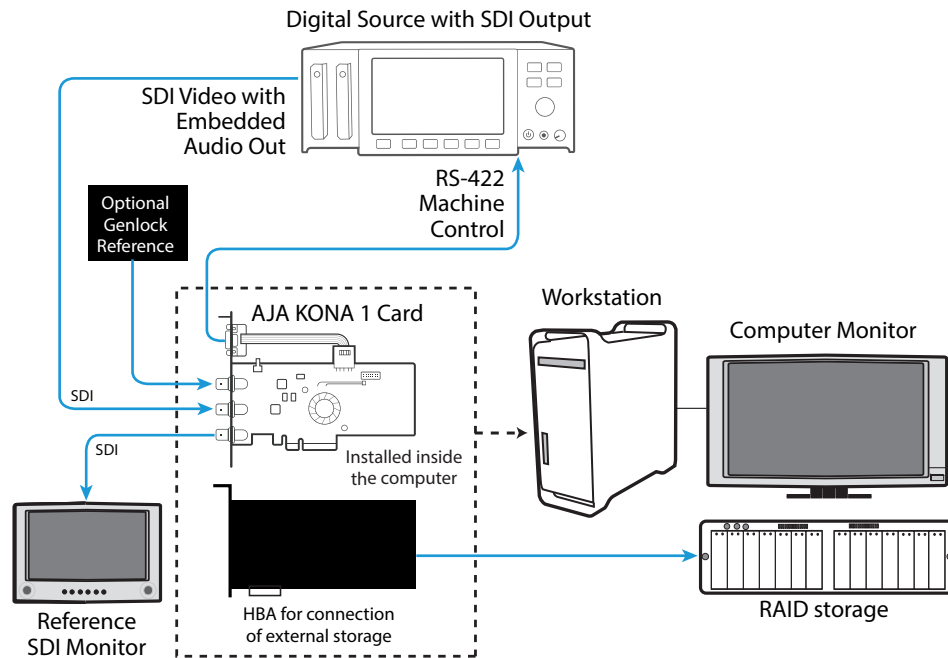 Digital Source with SDI Output
SDI Video with
Embedded
Audio Out
RS-422
Machine
Control
Optional
Genlock
Reference
AJA KONA 1 Card
Workstation
Computer Monitor
SDI
SDI
Installed inside
the computer
HBA for connection
of external storage
RAID storage
Reference
SDI Monitor